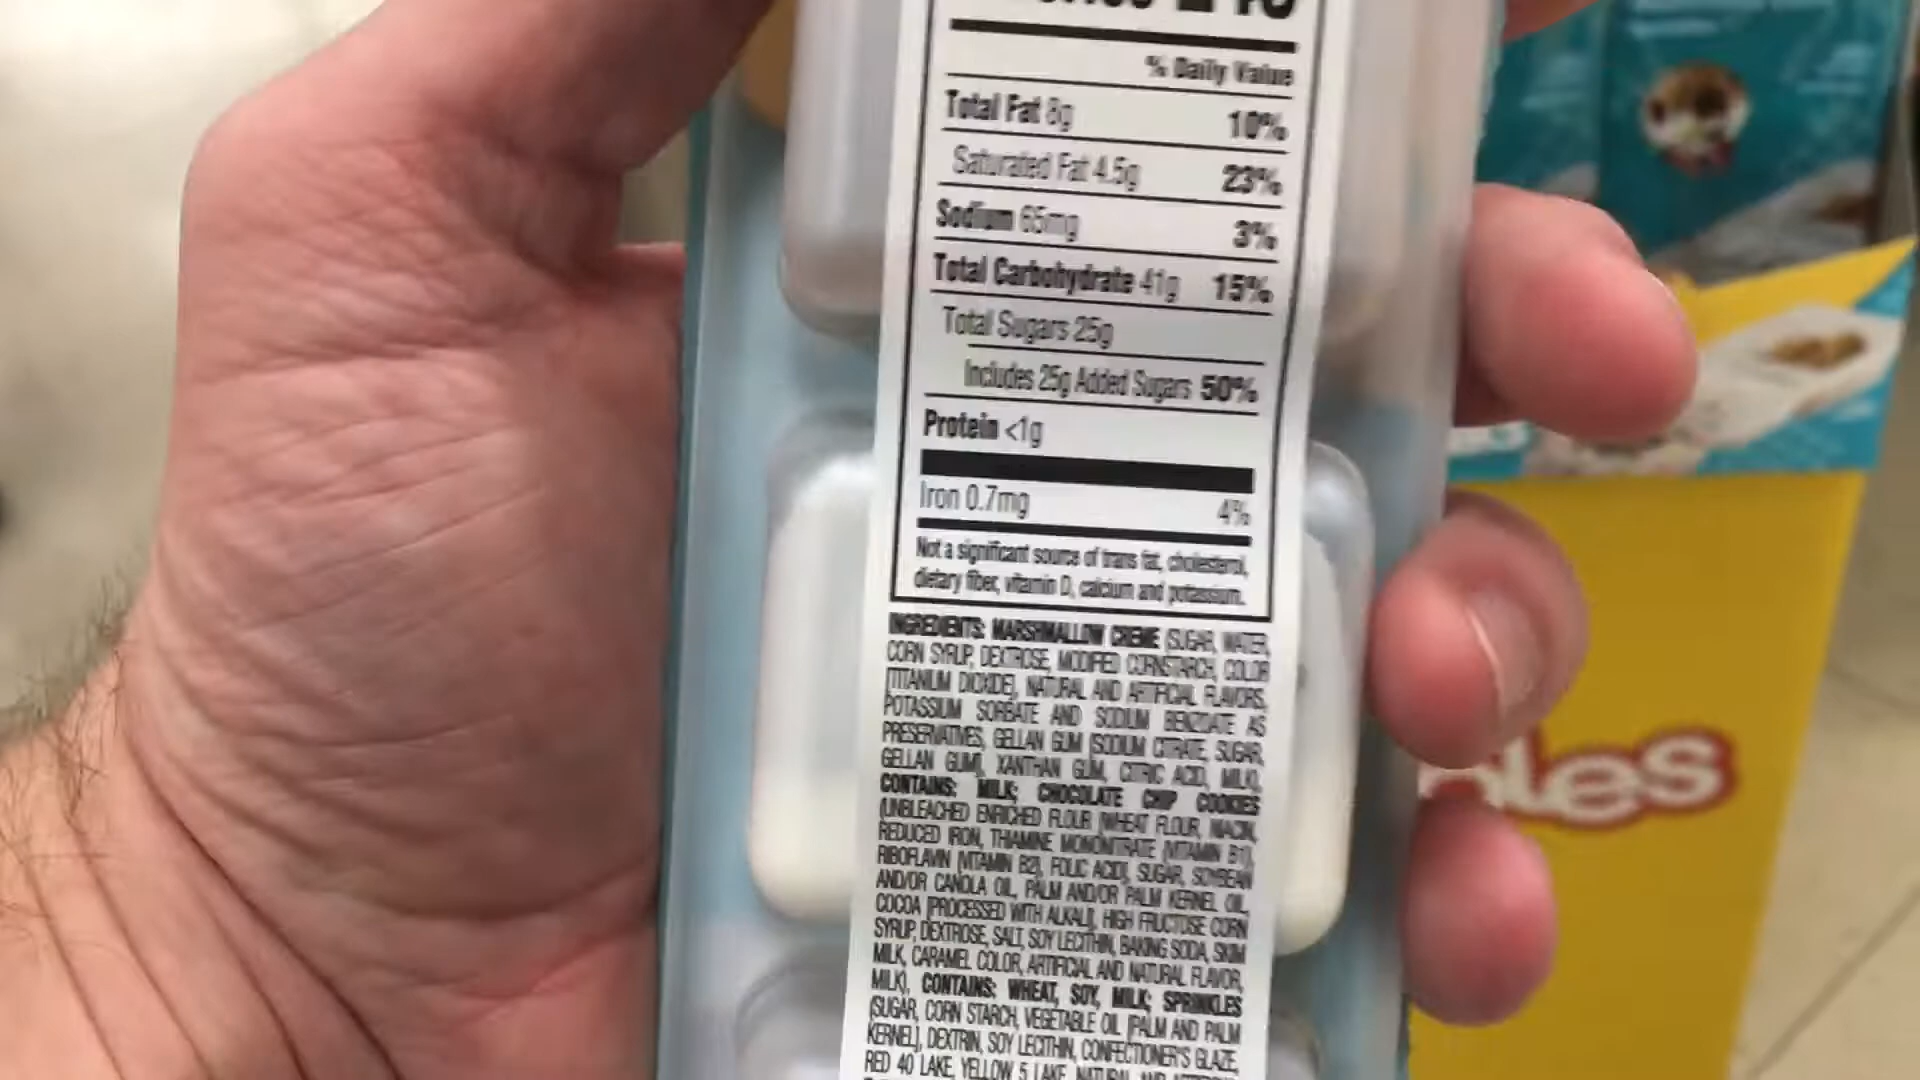 % Daily Value
Total Fat 8g 10%
Saturated Fat 4.5g 23%
Sodium 65mg 3%
Total Carbohydrate 41g 15%
Total Sugars 25g
Includes 25g Added Sugars 50%
Protein <1g
Iron 0.7mg 4%
Not a significant source of trans fat, cholesterol,
dietary fiber, vitamin D, calcium and potassium.
INGREDIENTS: MARSHMALLOW CREME (SUGAR, WATER,
CORN SYRUP, DEXTROSE, MODIFIED CORNSTARCH, COLOR
[TITANIUM DIOXIDE], NATURAL AND ARTIFICIAL FLAVORS,
POTASSIUM SORBATE AND SODIUM BENZOATE AS
PRESERVATIVES, GELLAN GUM [SODIUM CITRATE, SUGAR,
GELLAN GUM], XANTHAN GUM, CITRIC ACID, MILK).
CONTAINS: MILK; CHOCOLATE CHIP COOKIES
(UNBLEACHED ENRICHED FLOUR [WHEAT FLOUR, NIACIN,
REDUCED IRON, THIAMINE MONONITRATE (VITAMIN B1),
RIBOFLAVIN (VITAMIN B2), FOLIC ACID], SUGAR, SOYBEAN
AND/OR CANOLA OIL, PALM AND/OR PALM KERNEL OIL,
COCOA [PROCESSED WITH ALKALI], HIGH FRUCTOSE CORN
SYRUP, DEXTROSE, SALT, SOY LECITHIN, BAKING SODA, SKIM
MILK, CARAMEL COLOR, ARTIFICIAL AND NATURAL FLAVOR,
MILK). CONTAINS: WHEAT, SOY, MILK; SPRINKLES
(SUGAR, CORN STARCH, VEGETABLE OIL [PALM AND PALM
KERNEL], DEXTRIN, SOY LECITHIN, CONFECTIONER'S GLAZE,
RED 40 LAKE, YELLOW 5 LAKE, NATURAL AND
les